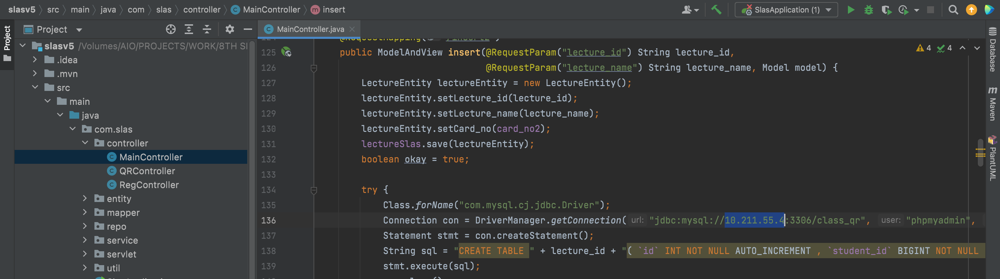 slasv5 src main java com slas controller MainController insert
SlasApplication (1)
Project
Project
MainController.java
slasv5 /Volumes/AIO/PROJECTS/WORK/8TH
.idea
.mvn
src
main
java
com.slas
controller
MainController
QRController
RegController
entity
mapper
repo
service
servlet
util
4 4
125 public ModelAndView insert(@RequestParam("lecture_id") String lecture_id,
126 @RequestParam("lecture_name") String lecture_name, Model model) {
127 LectureEntity lectureEntity = new LectureEntity();
128 lectureEntity.setLecture_id(lecture_id);
129 lectureEntity.setLecture_name(lecture_name);
130 lectureEntity.setCard_no(card_no2);
131 lectureSlas.save(lectureEntity);
132 boolean okay = true;
133
134 try {
135 Class.forName("com.mysql.cj.jdbc.Driver");
136 Connection con = DriverManager.getConnection( url: "jdbc:mysql://10.211.55.4:3306/class_qr", user: "phpmyadmin",
137 Statement stmt = con.createStatement();
138 String sql = "CREATE TABLE " + lecture_id + "( `id` INT NOT NULL AUTO_INCREMENT , `student_id` BIGINT NOT NULL
139 stmt.execute(sql);
Database
Maven
PlantUML